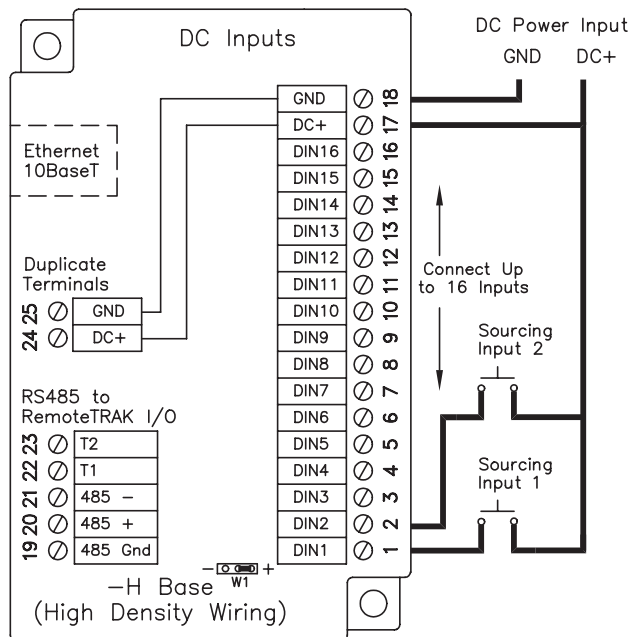 DC Inputs
DC Power Input
GND DC+
GND 18
DC+ 17
DIN16 16
DIN15 15
DIN14 14
DIN13 13
DIN12 12
DIN11 11
DIN10 10
DIN9 9
DIN8 8
DIN7 7
DIN6 6
DIN5 5
DIN4 4
DIN3 3
DIN2 2
DIN1 1
Ethernet
10BaseT
Duplicate
Terminals
25 GND
24 DC+
RS485 to
RemoteTRAK I/O
23 T2
22 T1
21 485 -
20 485 +
19 485 Gnd
Connect Up
to 16 Inputs
Sourcing
Input 2
Sourcing
Input 1
- +
W1
-H Base
(High Density Wiring)